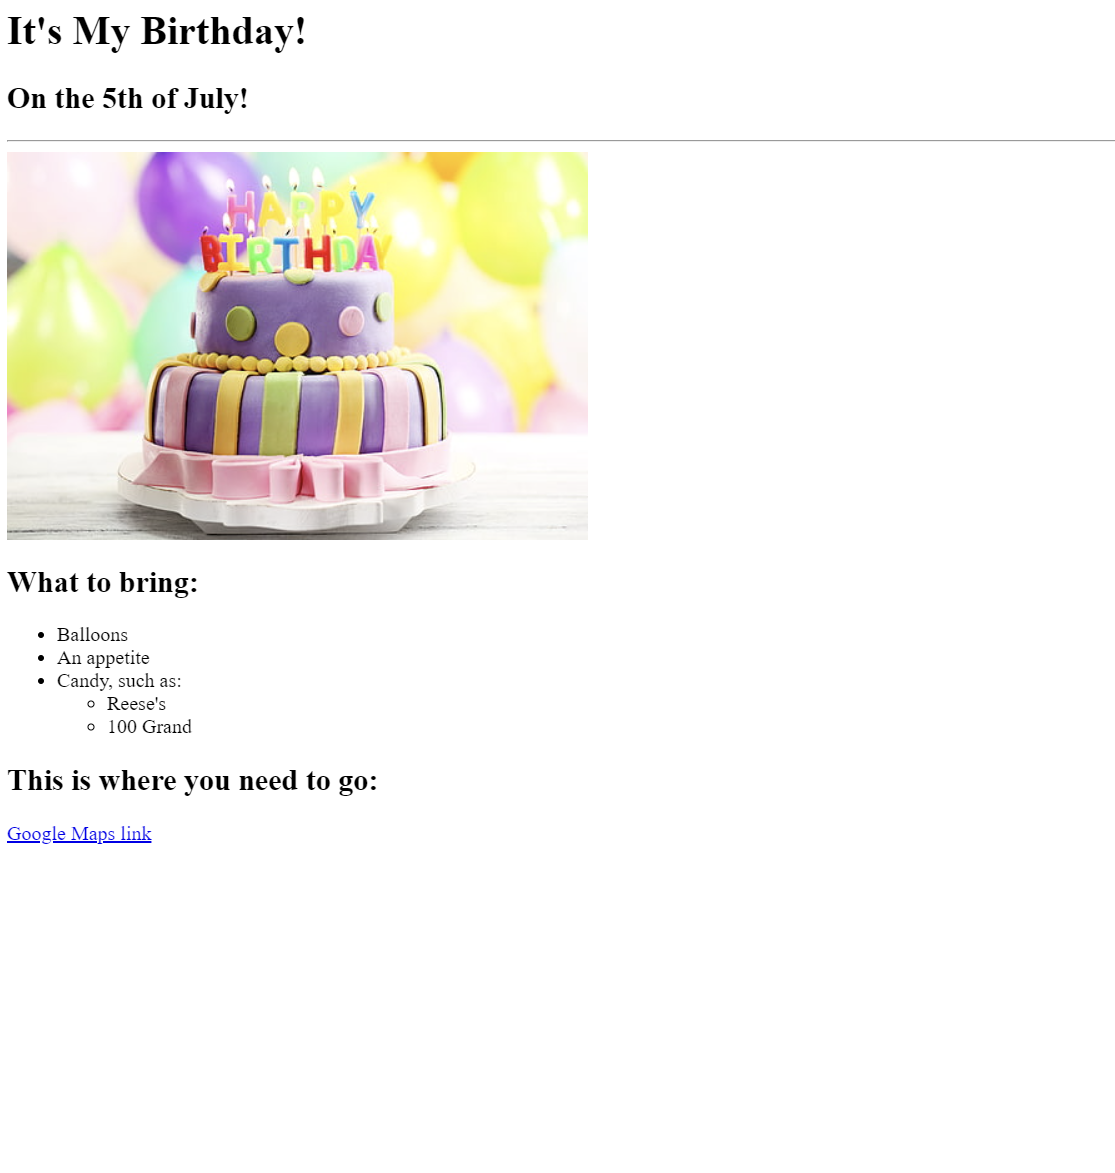 It's My Birthday!
On the 5th of July!
HAPPY
BIRTHDAY
What to bring:
Balloons
An appetite
Candy, such as:
Reese's
100 Grand
This is where you need to go:
Google Maps link